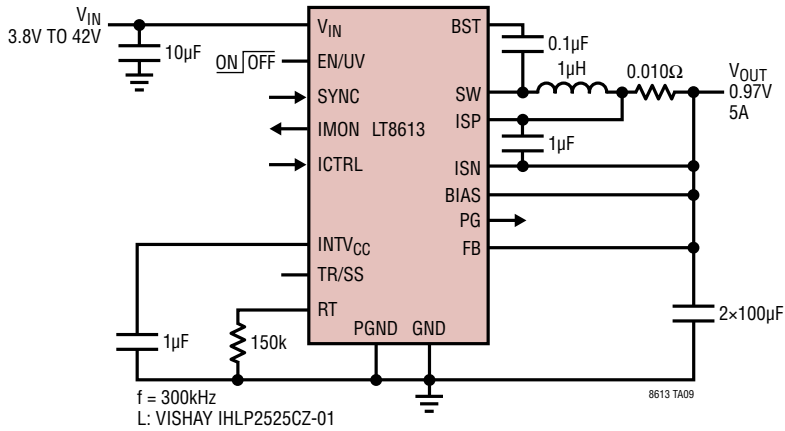 VIN
3.8V TO 42V
10µF
ON OFF
VIN
EN/UV
SYNC
IMON LT8613
ICTRL
INTVCC
TR/SS
RT
PGND GND
BST
SW
ISP
ISN
BIAS
PG
FB
0.1µF
1µH
0.010Ω
VOUT
0.97V
5A
1µF
1µF
150k
2×100µF
f = 300kHz
L: VISHAY IHLP2525CZ-01
8613 TA09